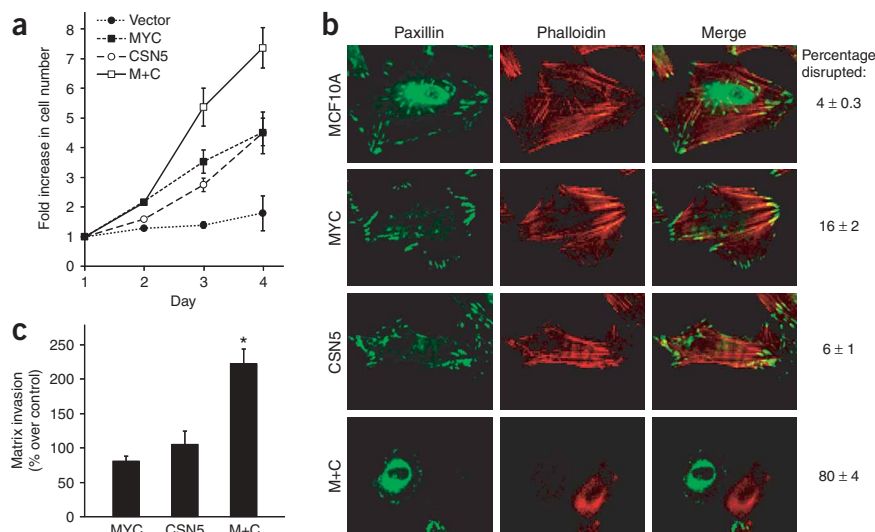 a
Vector
MYC
CSN5
M+C
Fold increase in cell number
8
7
6
5
4
3
2
1
0
1 2 3 4
Day
b
Paxillin Phalloidin Merge
Percentage
disrupted:
MCF10A
4 ± 0.3
MYC
16 ± 2
CSN5
6 ± 1
M+C
80 ± 4
c
Matrix invasion
(% over control)
250
200
150
100
50
0
*
MYC CSN5 M+C